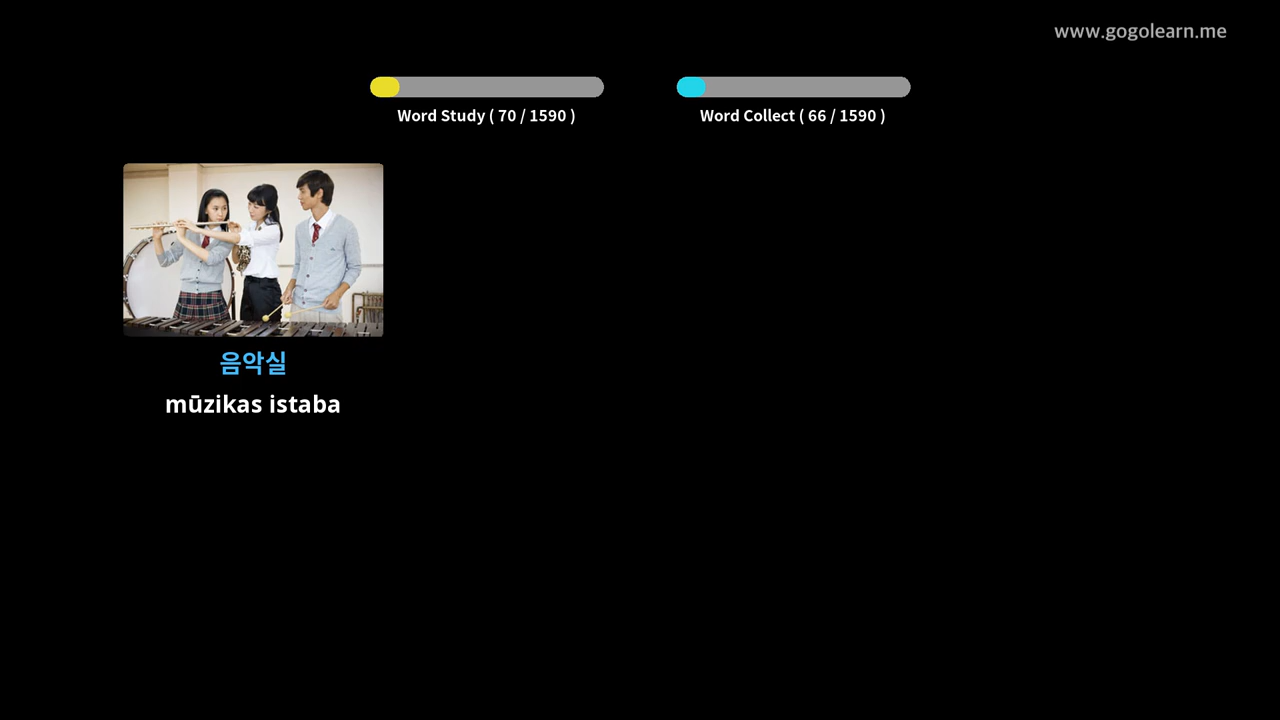 www.gogolearn.me
Word Study ( 70 / 1590 )
Word Collect ( 66 / 1590 )
음악실
mūzikas istaba